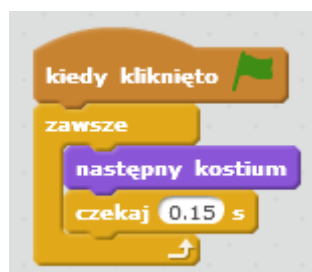 kiedy kliknięto
zawsze
następny kostium
czekaj 0.15 s